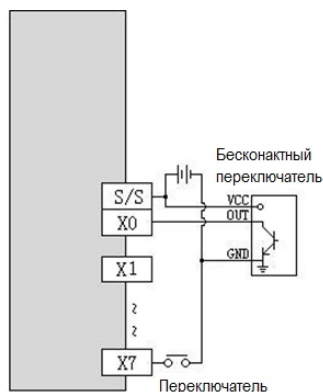 Бесконактный
переключатель
S/S
VCC
X0
OUT
GND
X1
X7
Переключатель